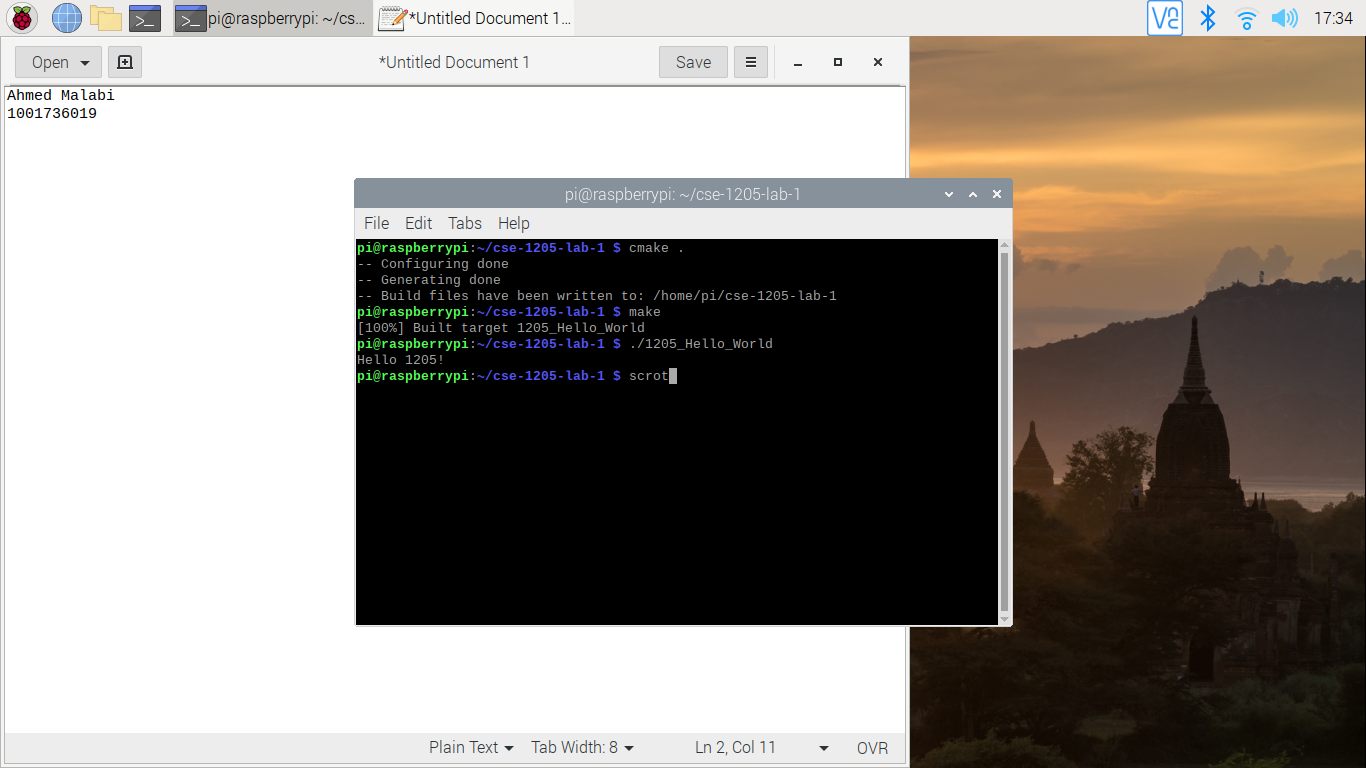 pi@raspberrypi: ~/cs...
*Untitled Document 1...
17:34
Open
*Untitled Document 1
Save
Ahmed Malabi
1001736019
pi@raspberrypi: ~/cse-1205-lab-1
File Edit Tabs Help
pi@raspberrypi:~/cse-1205-lab-1 $ cmake .
-- Configuring done
-- Generating done
-- Build files have been written to: /home/pi/cse-1205-lab-1
pi@raspberrypi:~/cse-1205-lab-1 $ make
[100%] Built target 1205_Hello_World
pi@raspberrypi:~/cse-1205-lab-1 $ ./1205_Hello_World
Hello 1205!
pi@raspberrypi:~/cse-1205-lab-1 $ scrot
Plain Text Tab Width: 8 Ln 2, Col 11 OVR